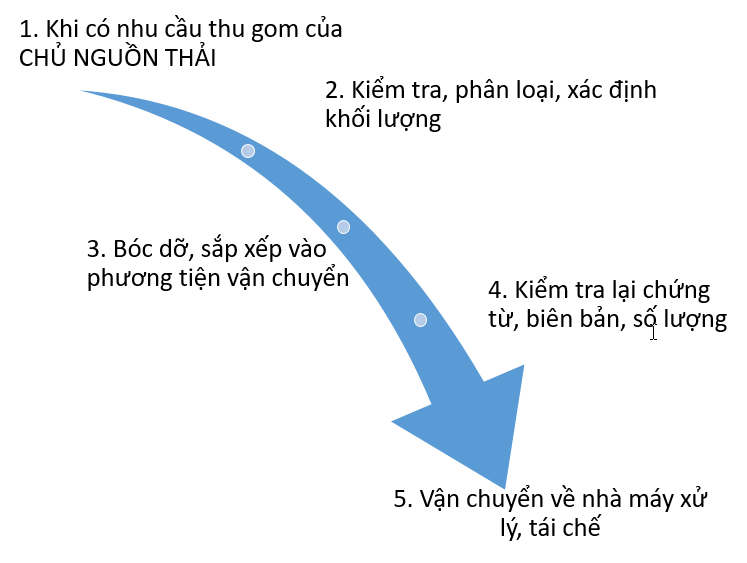 1. Khi có nhu cầu thu gom của
CHỦ NGUỒN THẢI
2. Kiểm tra, phân loại, xác định
khối lượng
3. Bóc dỡ, sắp xếp vào
phương tiện vận chuyển
4. Kiểm tra lại chứng
từ, biên bản, số lượng
5. Vận chuyển về nhà máy xử
lý, tái chế